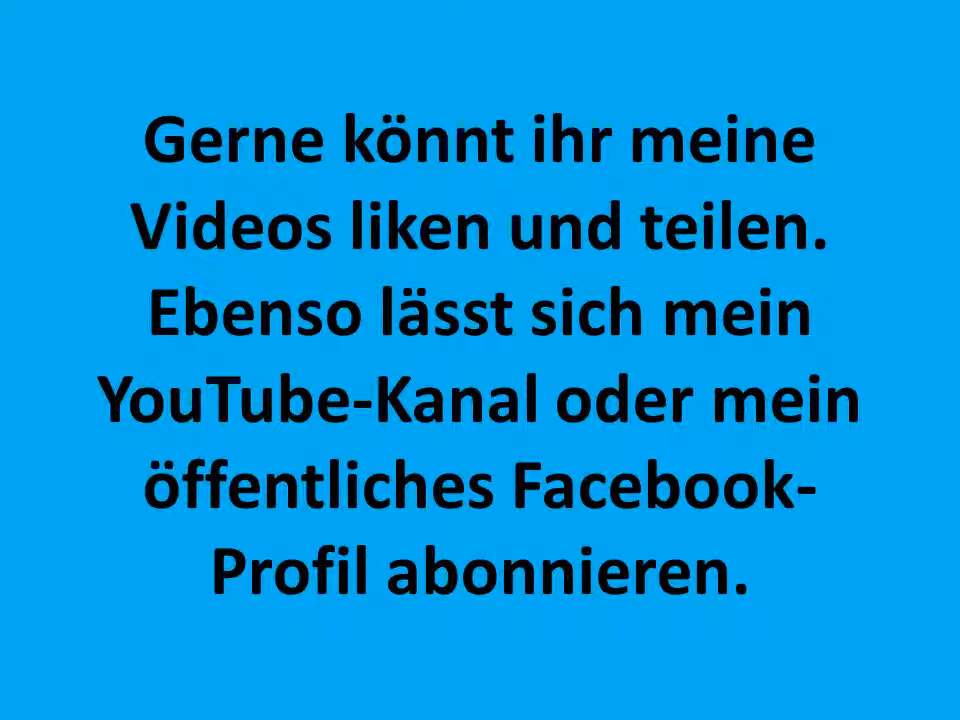 Gerne könnt ihr meine
Videos liken und teilen.
Ebenso lässt sich mein
YouTube-Kanal oder mein
öffentliches Facebook-
Profil abonnieren.